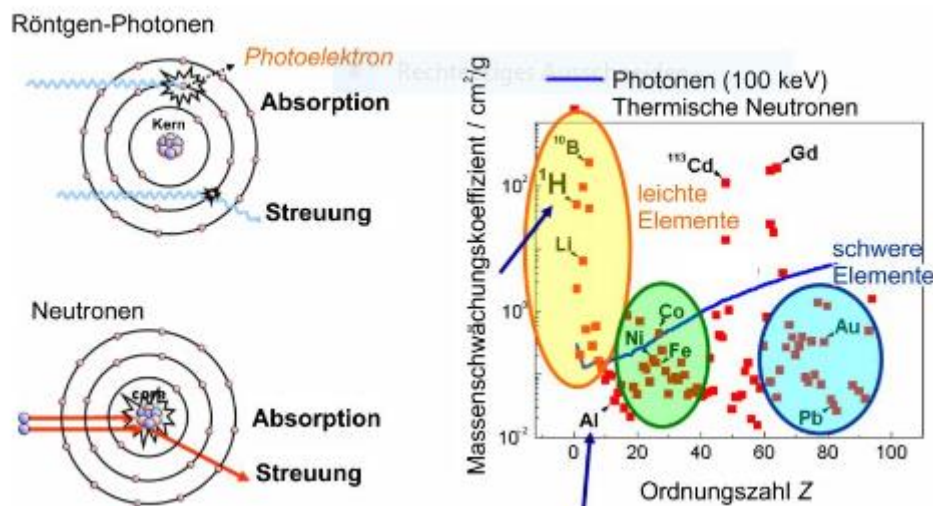 Röntgen-Photonen
Photoelektron
Absorption
Kern
Streuung
Neutronen
Absorption
Streuung
Photonen (100 keV)
Thermische Neutronen
Massenschwächungskoeffizient / cm²/g
10²
10⁰
10⁻²
¹⁰B
¹H
Li
leichte
Elemente
¹¹³Cd
Gd
schwere
Elemente
Co
Ni
Fe
Au
Pb
Al
0 20 40 60 80 100
Ordnungszahl Z